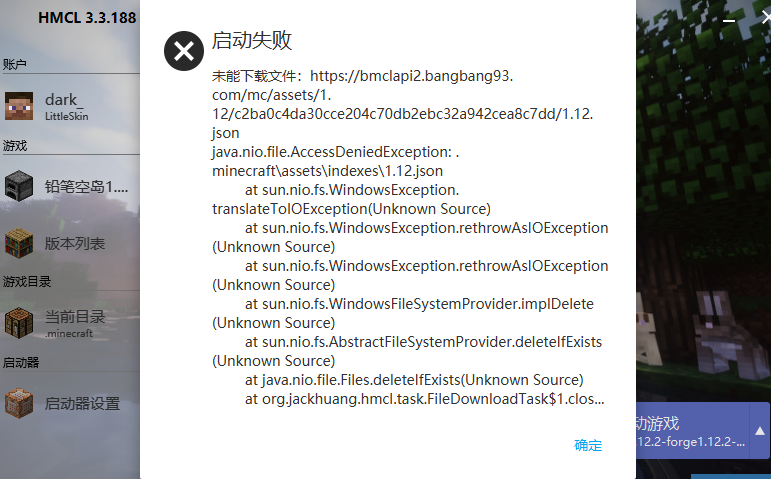 HMCL 3.3.188
账户
dark_
LittleSkin
游戏
铅笔空岛1....
版本列表
游戏目录
当前目录
.minecraft
启动器
启动器设置
启动失败
未能下载文件：https://bmclapi2.bangbang93.
com/mc/assets/1.
12/c2ba0c4da30cce204c70db2ebc32a942cea8c7dd/1.12.
json
java.nio.file.AccessDeniedException: .
minecraft\assets\indexes\1.12.json
at sun.nio.fs.WindowsException.
translateToIOException(Unknown Source)
at sun.nio.fs.WindowsException.rethrowAsIOException
(Unknown Source)
at sun.nio.fs.WindowsException.rethrowAsIOException
(Unknown Source)
at sun.nio.fs.WindowsFileSystemProvider.implDelete
(Unknown Source)
at sun.nio.fs.AbstractFileSystemProvider.deleteIfExists
(Unknown Source)
at java.nio.file.Files.deleteIfExists(Unknown Source)
at org.jackhuang.hmcl.task.FileDownloadTask$1.clos...
确定
动游戏
12.2-forge1.12.2-...